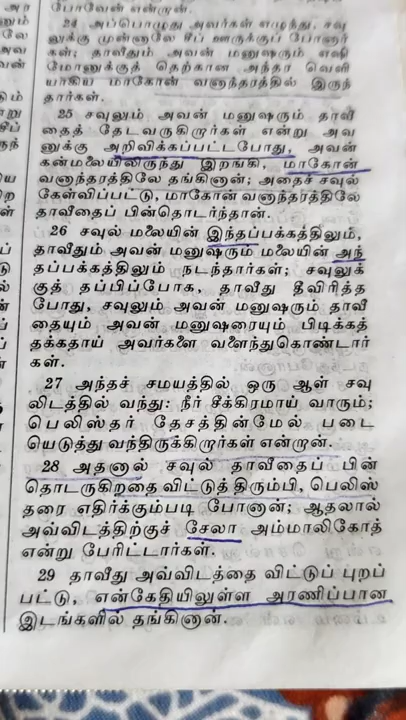 போவேன் என்றான்.
24 அப்பொழுது அவர்கள் எழுந்து, சவு
லுக்கு முன்னாலே சீப் ஊருக்குப் போனார்
கள்; தாவீதும் அவன் மனுஷரும் எஷி
மோனுக்குத் தெற்கான அந்தர வெளி
யாகிய மாகோன் வனாந்தரத்தில் இருந்
தார்கள்.
25 சவுலும் அவன் மனுஷரும் தாவீ
தைத் தேடவருகிறார்கள் என்று அவ
னுக்கு அறிவிக்கப்பட்டபோது, அவன்
கன்மலையிலிருந்து இறங்கி, மாகோன்
வனாந்தரத்திலே தங்கினான்; அதைச் சவுல்
கேள்விப்பட்டு, மாகோன் வனாந்தரத்திலே
தாவீதைப் பின்தொடர்ந்தான்.
26 சவுல் மலையின் இந்தப்பக்கத்திலும்,
தாவீதும் அவன் மனுஷரும் மலையின் அந்
தப்பக்கத்திலும் நடந்தார்கள்; சவுலுக்
குத் தப்பிப்போக, தாவீது தீவிரித்த
போது, சவுலும் அவன் மனுஷரும் தாவீ
தையும் அவன் மனுஷரையும் பிடிக்கத்
தக்கதாய் அவர்களை வளைந்துகொண்டார்
கள்.
27 அந்தச் சமயத்தில் ஒரு ஆள் சவு
லிடத்தில் வந்து: நீர் சீக்கிரமாய் வாரும்;
பெலிஸ்தர் தேசத்தின்மேல் படை
யெடுத்து வந்திருக்கிறார்கள் என்றான்.
28 அதனால் சவுல் தாவீதைப் பின்
தொடருகிறதை விட்டுத் திரும்பி, பெலிஸ்
தரை எதிர்க்கும்படி போனான்; ஆதலால்
அவ்விடத்திற்குச் சேலா அம்மாலிகோத்
என்று பேரிட்டார்கள்.
29 தாவீது அவ்விடத்தை விட்டுப் புறப்
பட்டு, என்கேதியிலுள்ள அரணிப்பான
இடங்களில் தங்கினான்.